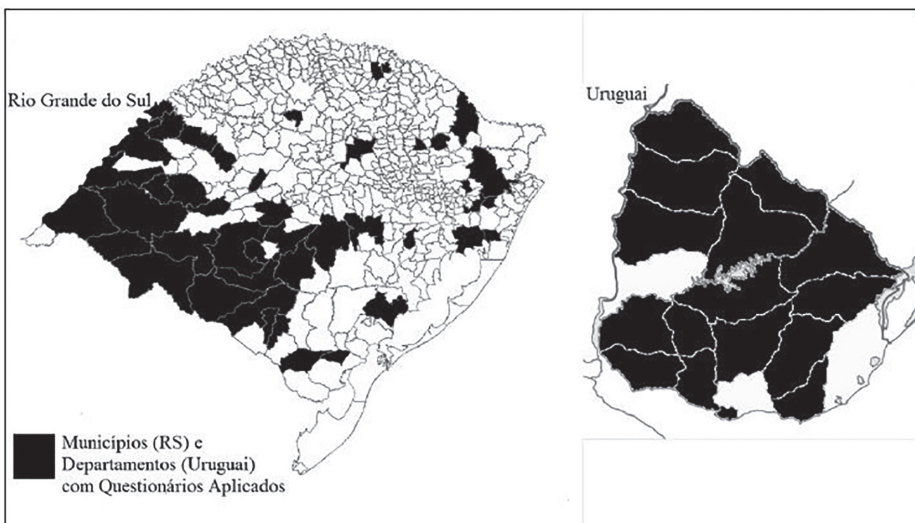 Rio Grande do Sul
Uruguai
Municípios (RS) e
Departamentos (Uruguai)
com Questionários Aplicados